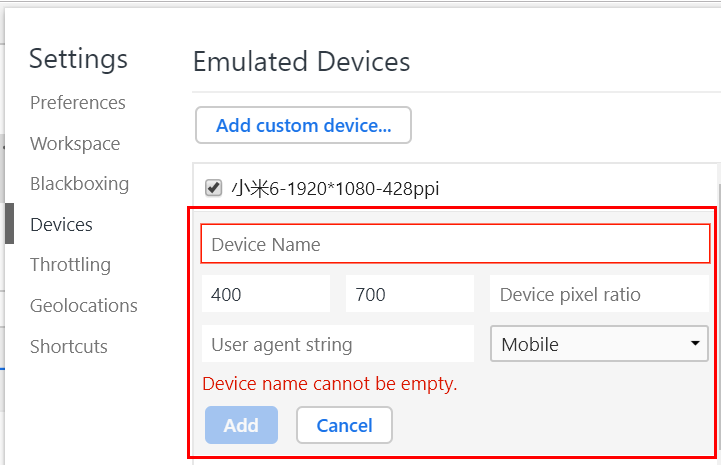 Settings
Preferences
Workspace
Blackboxing
Devices
Throttling
Geolocations
Shortcuts
Emulated Devices
Add custom device...
小米6-1920*1080-428ppi
Device Name
400 700 Device pixel ratio
User agent string Mobile
Device name cannot be empty.
Add Cancel